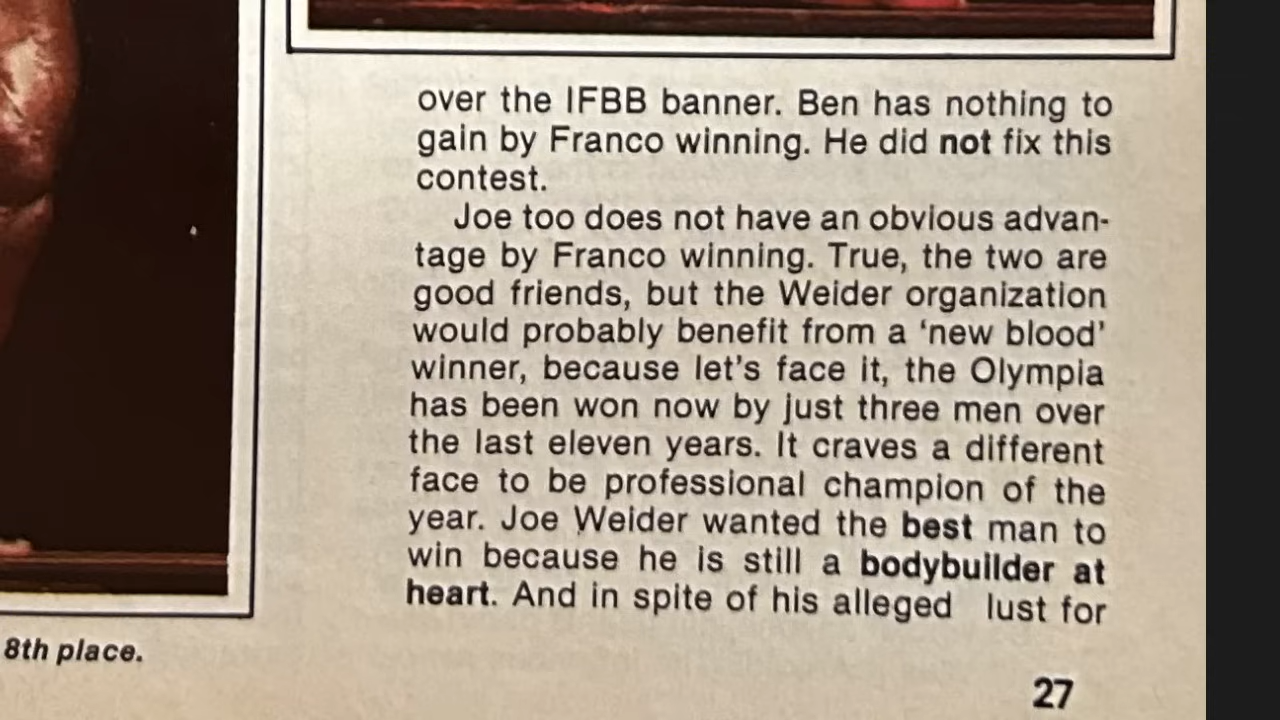 over the IFBB banner. Ben has nothing to
gain by Franco winning. He did not fix this
contest.
Joe too does not have an obvious advan-
tage by Franco winning. True, the two are
good friends, but the Weider organization
would probably benefit from a 'new blood'
winner, because let's face it, the Olympia
has been won now by just three men over
the last eleven years. It craves a different
face to be professional champion of the
year. Joe Weider wanted the best man to
win because he is still a bodybuilder at
heart. And in spite of his alleged lust for
8th place.
27